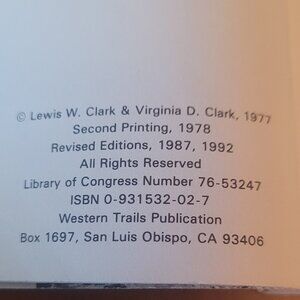 © Lewis W. Clark & Virginia D. Clark, 1977
Second Printing, 1978
Revised Editions, 1987, 1992
All Rights Reserved
Library of Congress Number 76-53247
ISBN 0-931532-02-7
Western Trails Publication
Box 1697, San Luis Obispo, CA 93406